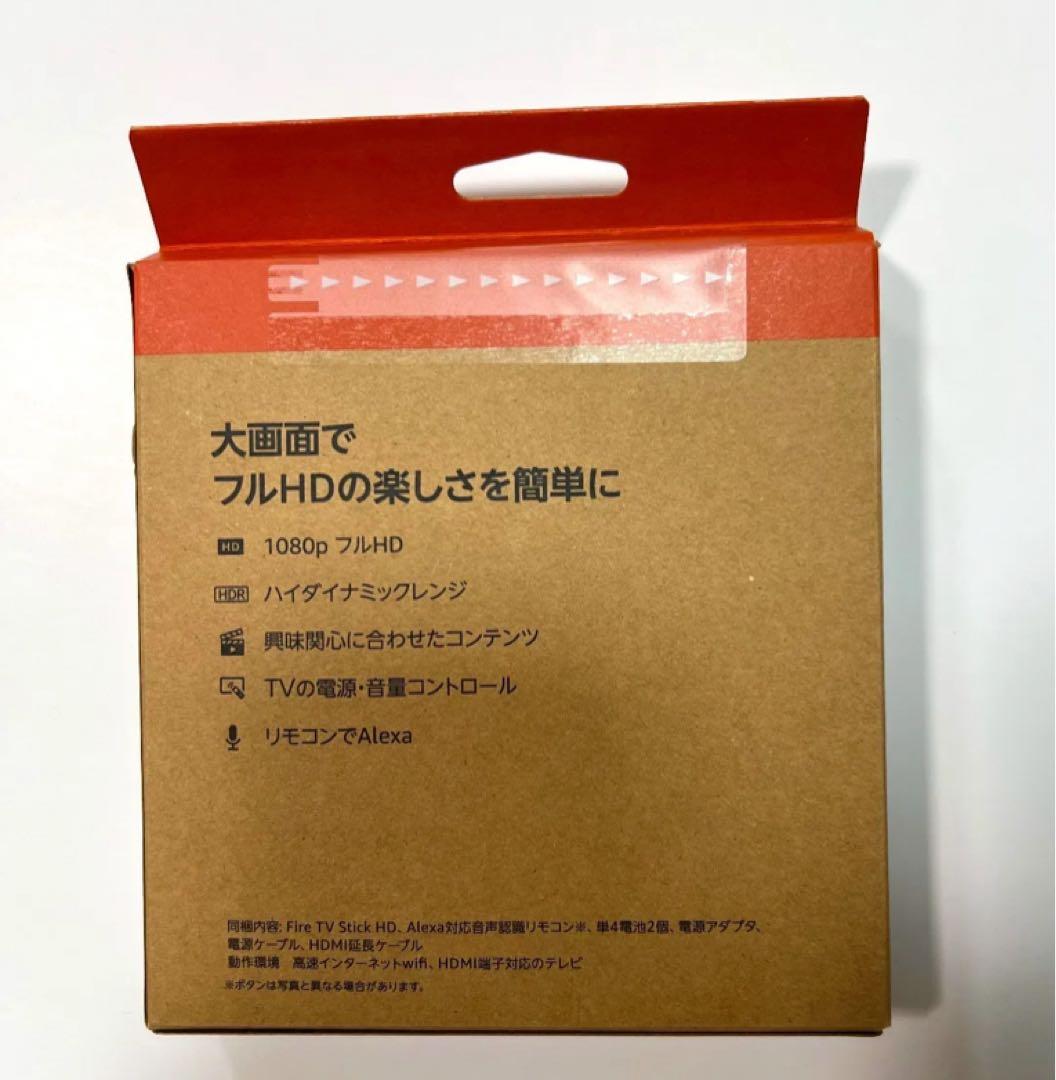 大画面で
フルHDの楽しさを簡単に
HD 1080p フルHD
HDR ハイダイナミックレンジ
興味関心に合わせたコンテンツ
TVの電源・音量コントロール
リモコンでAlexa
同梱内容: Fire TV Stick HD、Alexa対応音声認識リモコン※、単4電池2個、電源アダプタ、
電源ケーブル、HDMI延長ケーブル
動作環境 高速インターネットwifi、HDMI端子対応のテレビ
※ボタンは写真と異なる場合があります。